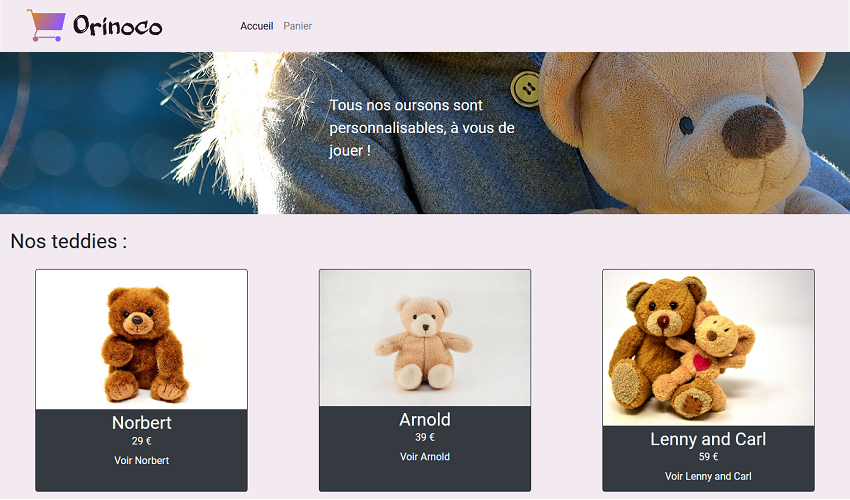 Orinoco
Accueil Panier
Tous nos oursons sont
personnalisables, à vous de
jouer !
Nos teddies :
Norbert
29 €
Voir Norbert
Arnold
39 €
Voir Arnold
Lenny and Carl
59 €
Voir Lenny and Carl